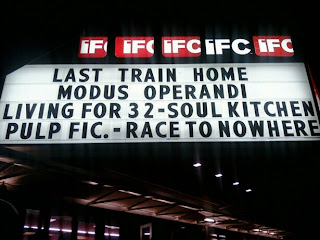 iFC iFC iFC iFC iFC
LAST TRAIN HOME
MODUS OPERANDI
LIVING FOR 32-SOUL KITCHEN
PULP FIC.-RACE TO NOWHERE